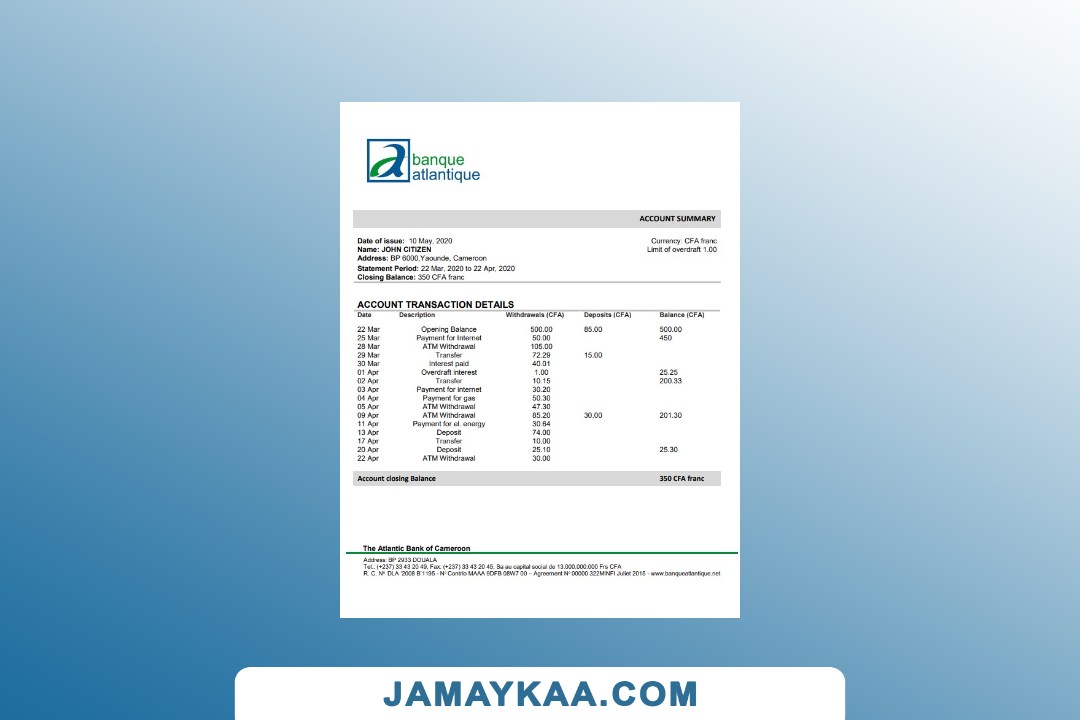 banque
atlantique
ACCOUNT SUMMARY
Date of issue: 10 May, 2020
Currency: CFA franc
Name: JOHN CITIZEN
Limit of overdraft 1.00
Address: BP 6000,Yaounde, Cameroon
Statement Period: 22 Mar, 2020 to 22 Apr, 2020
Closing Balance: 350 CFA franc
ACCOUNT TRANSACTION DETAILS
Date Description Withdrawals (CFA) Deposits (CFA) Balance (CFA)
22 Mar Opening Balance 500.00 85.00 500.00
25 Mar Payment for Internet 50.00 450
28 Mar ATM Withdrawal 105.00
29 Mar Transfer 72.29 15.00
30 Mar Interest paid 40.01
01 Apr Overdraft interest 1.00 25.25
02 Apr Transfer 10.15 200.33
03 Apr Payment for internet 30.20
04 Apr Payment for gas 50.30
05 Apr ATM Withdrawal 47.30
09 Apr ATM Withdrawal 85.20 30.00 201.30
11 Apr Payment for el. energy 30.64
13 Apr Deposit 74.00
17 Apr Transfer 10.00
20 Apr Deposit 25.10 25.30
22 Apr ATM Withdrawal 30.00
Account closing Balance 350 CFA franc
The Atlantic Bank of Cameroon
Address: BP 2933 DOUALA
Tel.: (+237) 33 43 20 49, Fax: (+237) 33 43 20 45, Sa au capital social de 13.000.000.000 Frs CFA
R. C. Nº DLA '2008 B'1195 - Nº Contrlo MAAA 9DFB 08W7 00 – Agreement Nº 00000 322MINFI Juliet 2015 - www.banqueatlantique.net
JAMAYKAA.COM